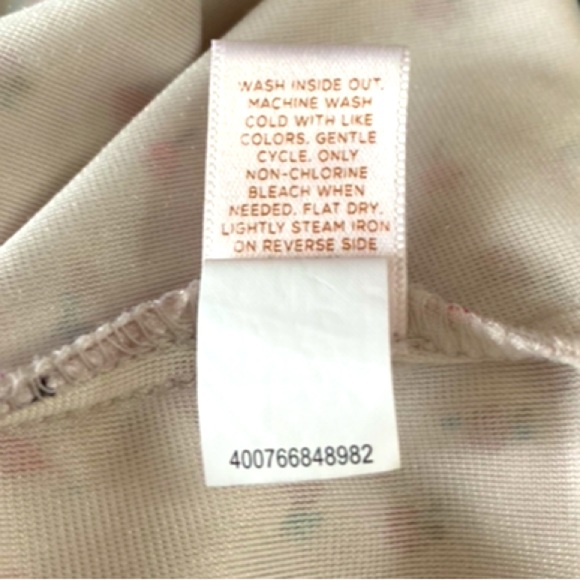 WASH INSIDE OUT.
MACHINE WASH
COLD WITH LIKE
COLORS. GENTLE
CYCLE. ONLY
NON-CHLORINE
BLEACH WHEN
NEEDED. FLAT DRY.
LIGHTLY STEAM IRON
ON REVERSE SIDE
400766848982